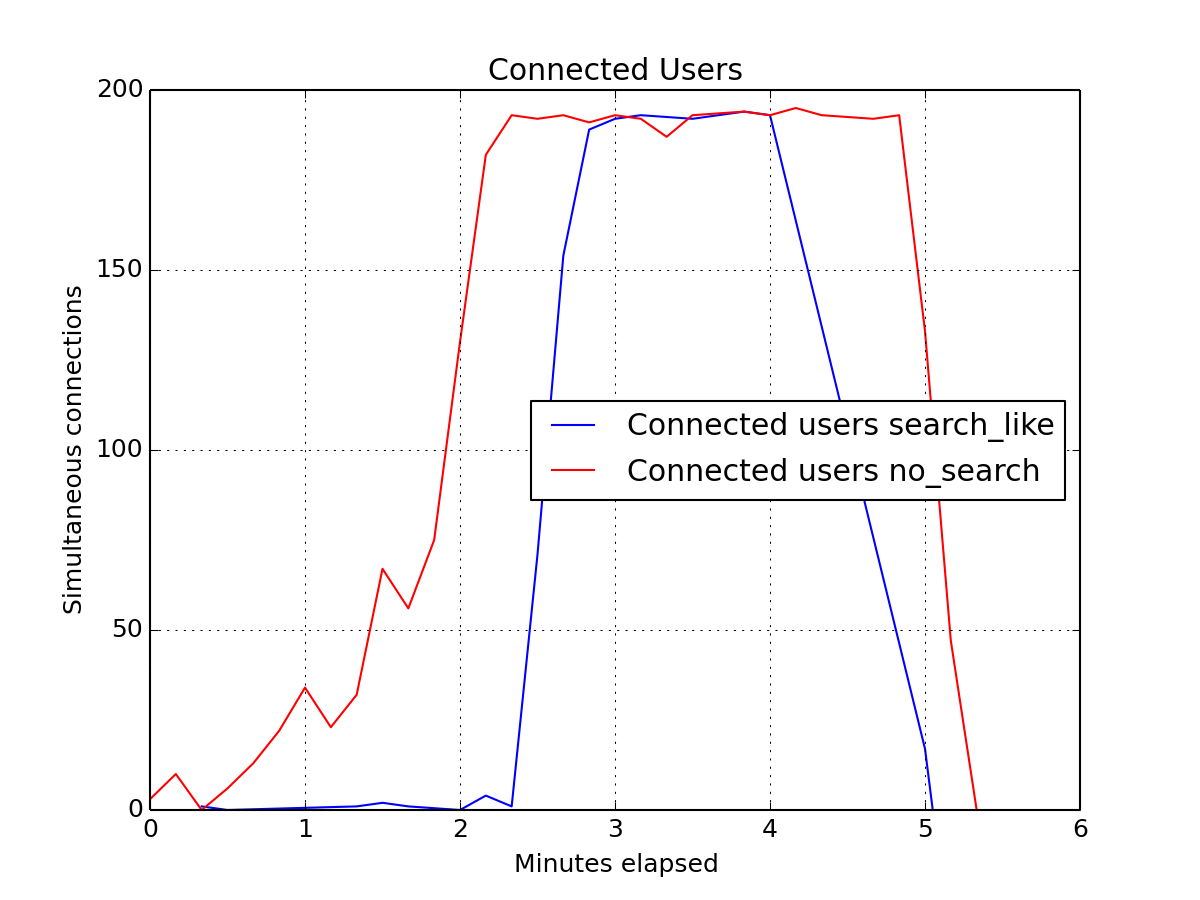 Connected Users
200
150
100
50
0
Simultaneous connections
Connected users search_like
Connected users no_search
0 1 2 3 4 5 6
Minutes elapsed